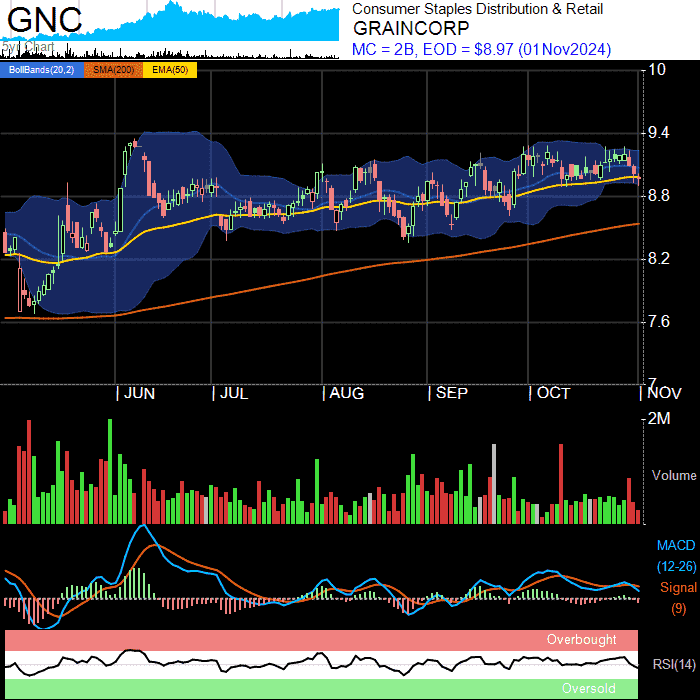 GNC
5yr Chart
Consumer Staples Distribution & Retail
GRAINCORP
MC = 2B, EOD = $8.97 (01Nov2024)
BollBands(20,2) SMA(200) EMA(50)
10
9.4
8.8
8.2
7.6
7
JUN JUL AUG SEP OCT NOV
2M
Volume
MACD
(12-26)
Signal
(9)
Overbought
RSI(14)
Oversold